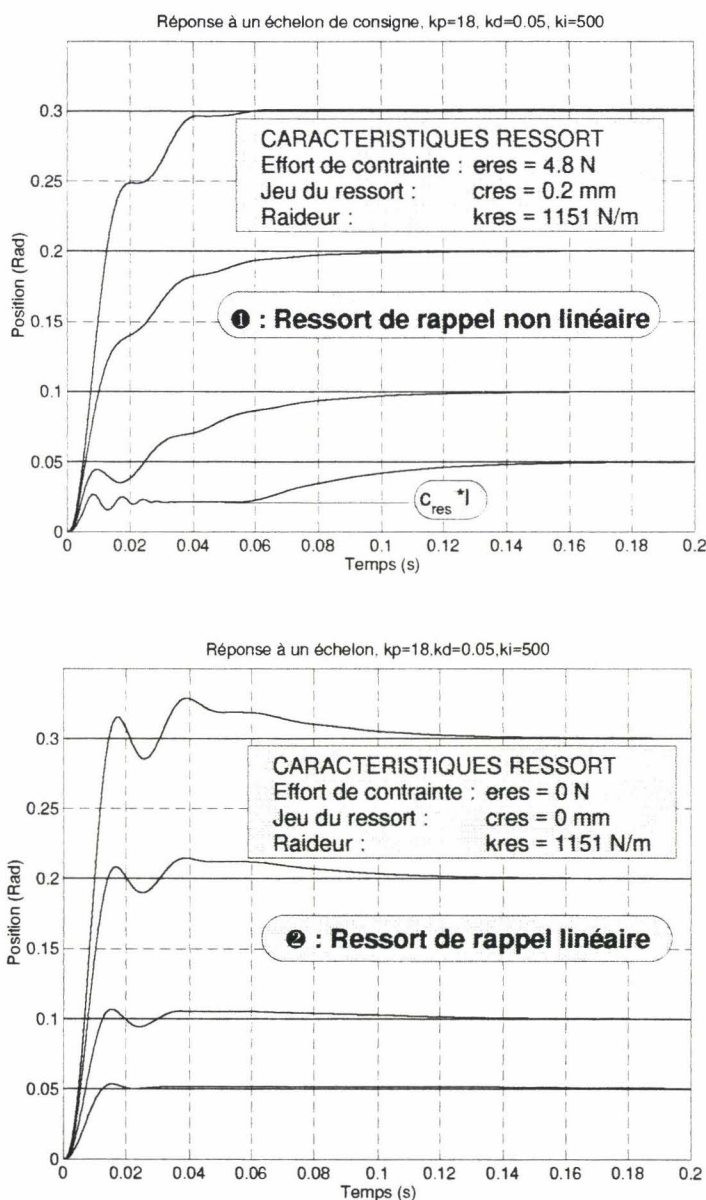 Réponse à un échelon de consigne, kp=18, kd=0.05, ki=500
Position (Rad)
0.3
0.25
0.2
0.15
0.1
0.05
0
CARACTERISTIQUES RESSORT
Effort de contrainte : eres = 4.8 N
Jeu du ressort : cres = 0.2 mm
Raideur : kres = 1151 N/m
❶ : Ressort de rappel non linéaire
c_res *l
0 0.02 0.04 0.06 0.08 0.1 0.12 0.14 0.16 0.18 0.2
Temps (s)
Réponse à un échelon, kp=18,kd=0.05,ki=500
Position (Rad)
0.3
0.25
0.2
0.15
0.1
0.05
0
CARACTERISTIQUES RESSORT
Effort de contrainte : eres = 0 N
Jeu du ressort : cres = 0 mm
Raideur : kres = 1151 N/m
❷ : Ressort de rappel linéaire
0 0.02 0.04 0.06 0.08 0.1 0.12 0.14 0.16 0.18 0.2
Temps (s)